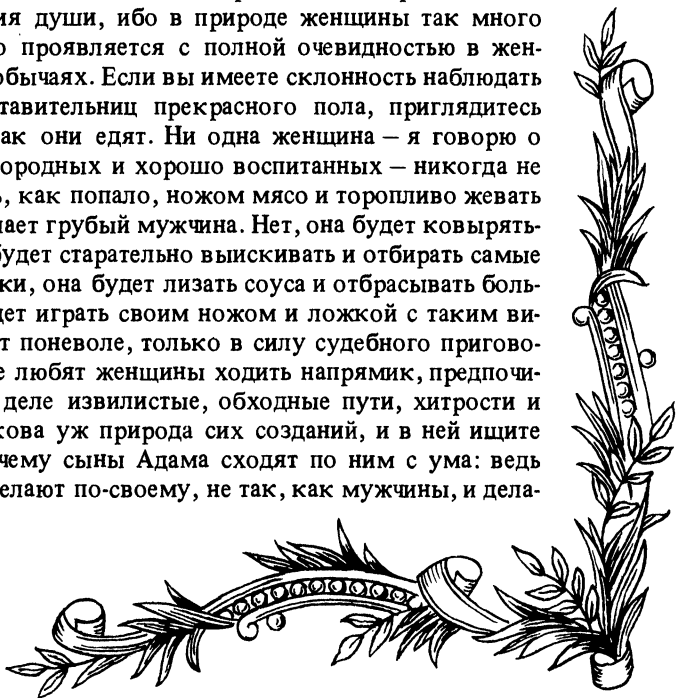 ия души, ибо в природе женщины так много
о проявляется с полной очевидностью в жен-
обычаях. Если вы имеете склонность наблюдать
тавительниц прекрасного пола, приглядитесь
ак они едят. Ни одна женщина – я говорю о
ородных и хорошо воспитанных – никогда не
ь, как попало, ножом мясо и торопливо жевать
лает грубый мужчина. Нет, она будет ковырять-
будет старательно выискивать и отбирать самые
ки, она будет лизать соуса и отбрасывать боль-
дет играть своим ножом и ложкой с таким ви-
т поневоле, только в силу судебного пригово-
е любят женщины ходить напрямик, предпочи-
деле извилистые, обходные пути, хитрости и
кова уж природа сих созданий, и в ней ищите
чему сыны Адама сходят по ним с ума: ведь
елают по-своему, не так, как мужчины, и дела-